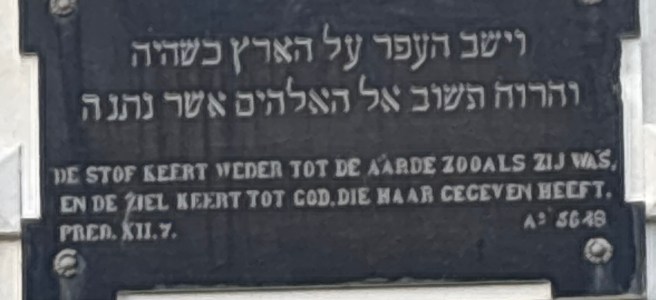 וישב העפר על הארץ כשהיה
והרוח תשוב אל האלהים אשר נתנה
DE STOF KEERT WEDER TOT DE AARDE ZOOALS ZIJ WAS,
EN DE ZIEL KEERT TOT GOD, DIE HAAR GEGEVEN HEEFT.
PRED. XII. 7.
Aº 5648